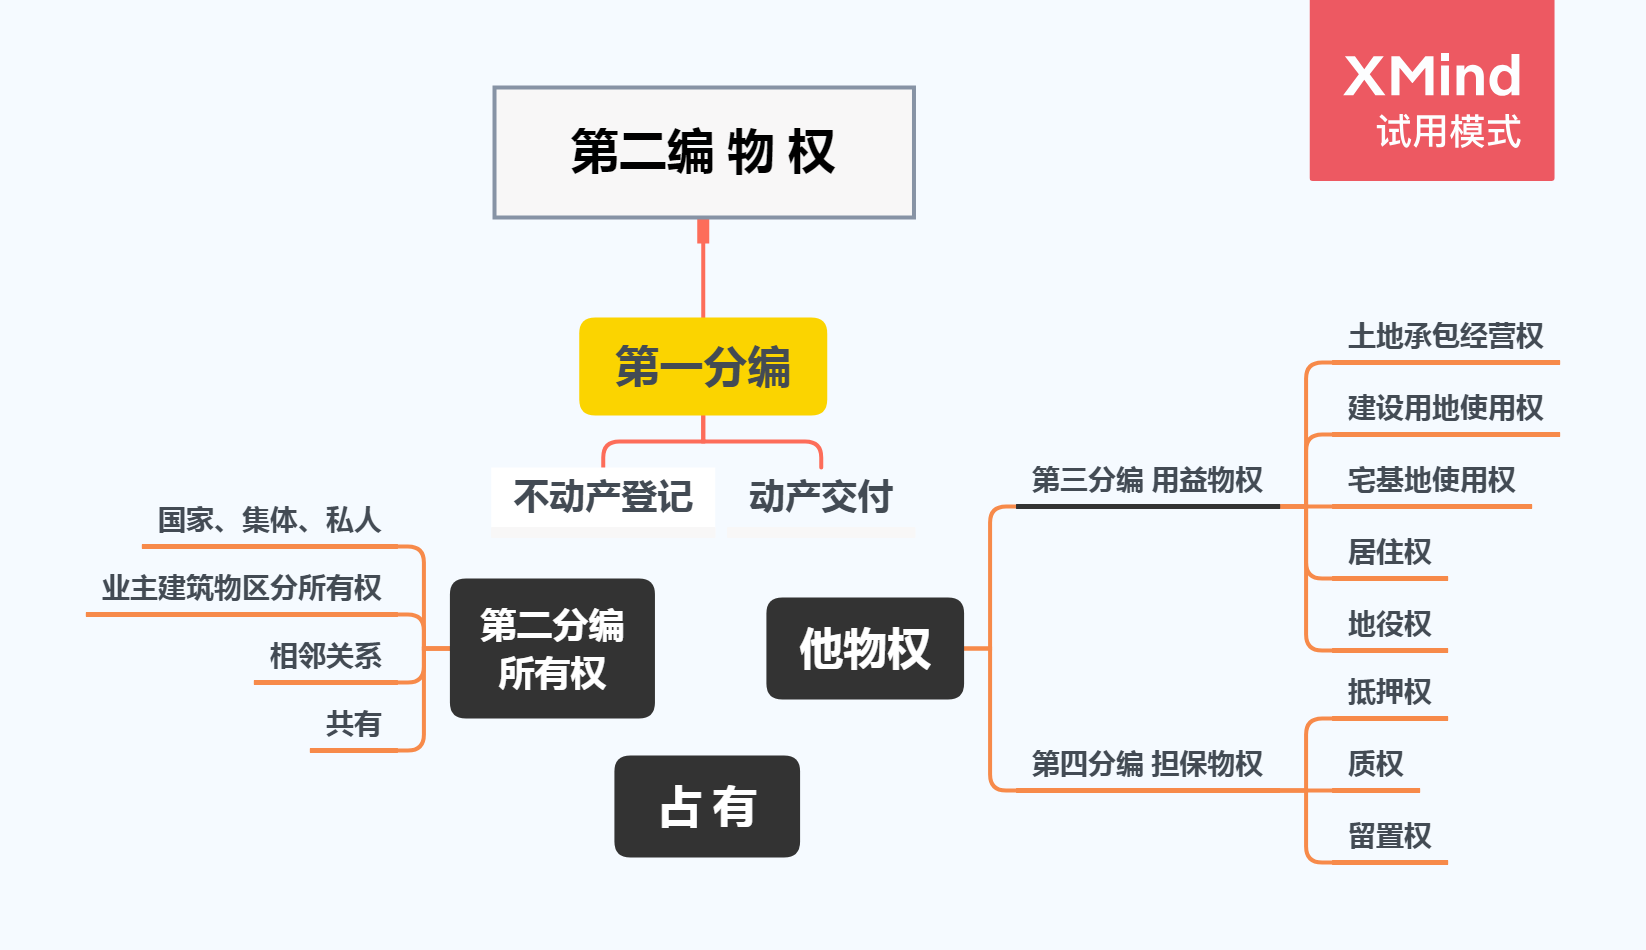 XMind
试用模式
第二编 物 权
第一分编
不动产登记
动产交付
国家、集体、私人
业主建筑物区分所有权
相邻关系
共有
第二分编
所有权
占 有
他物权
第三分编 用益物权
土地承包经营权
建设用地使用权
宅基地使用权
居住权
地役权
第四分编 担保物权
抵押权
质权
留置权